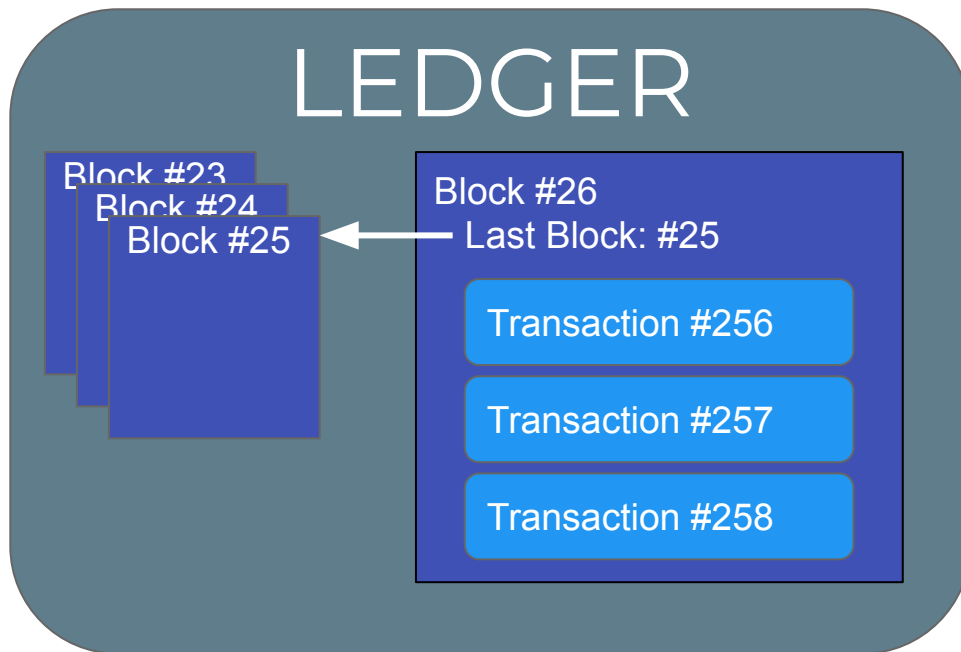 LEDGER
Block #23
Block #24
Block #25
Block #26
Last Block: #25
Transaction #256
Transaction #257
Transaction #258